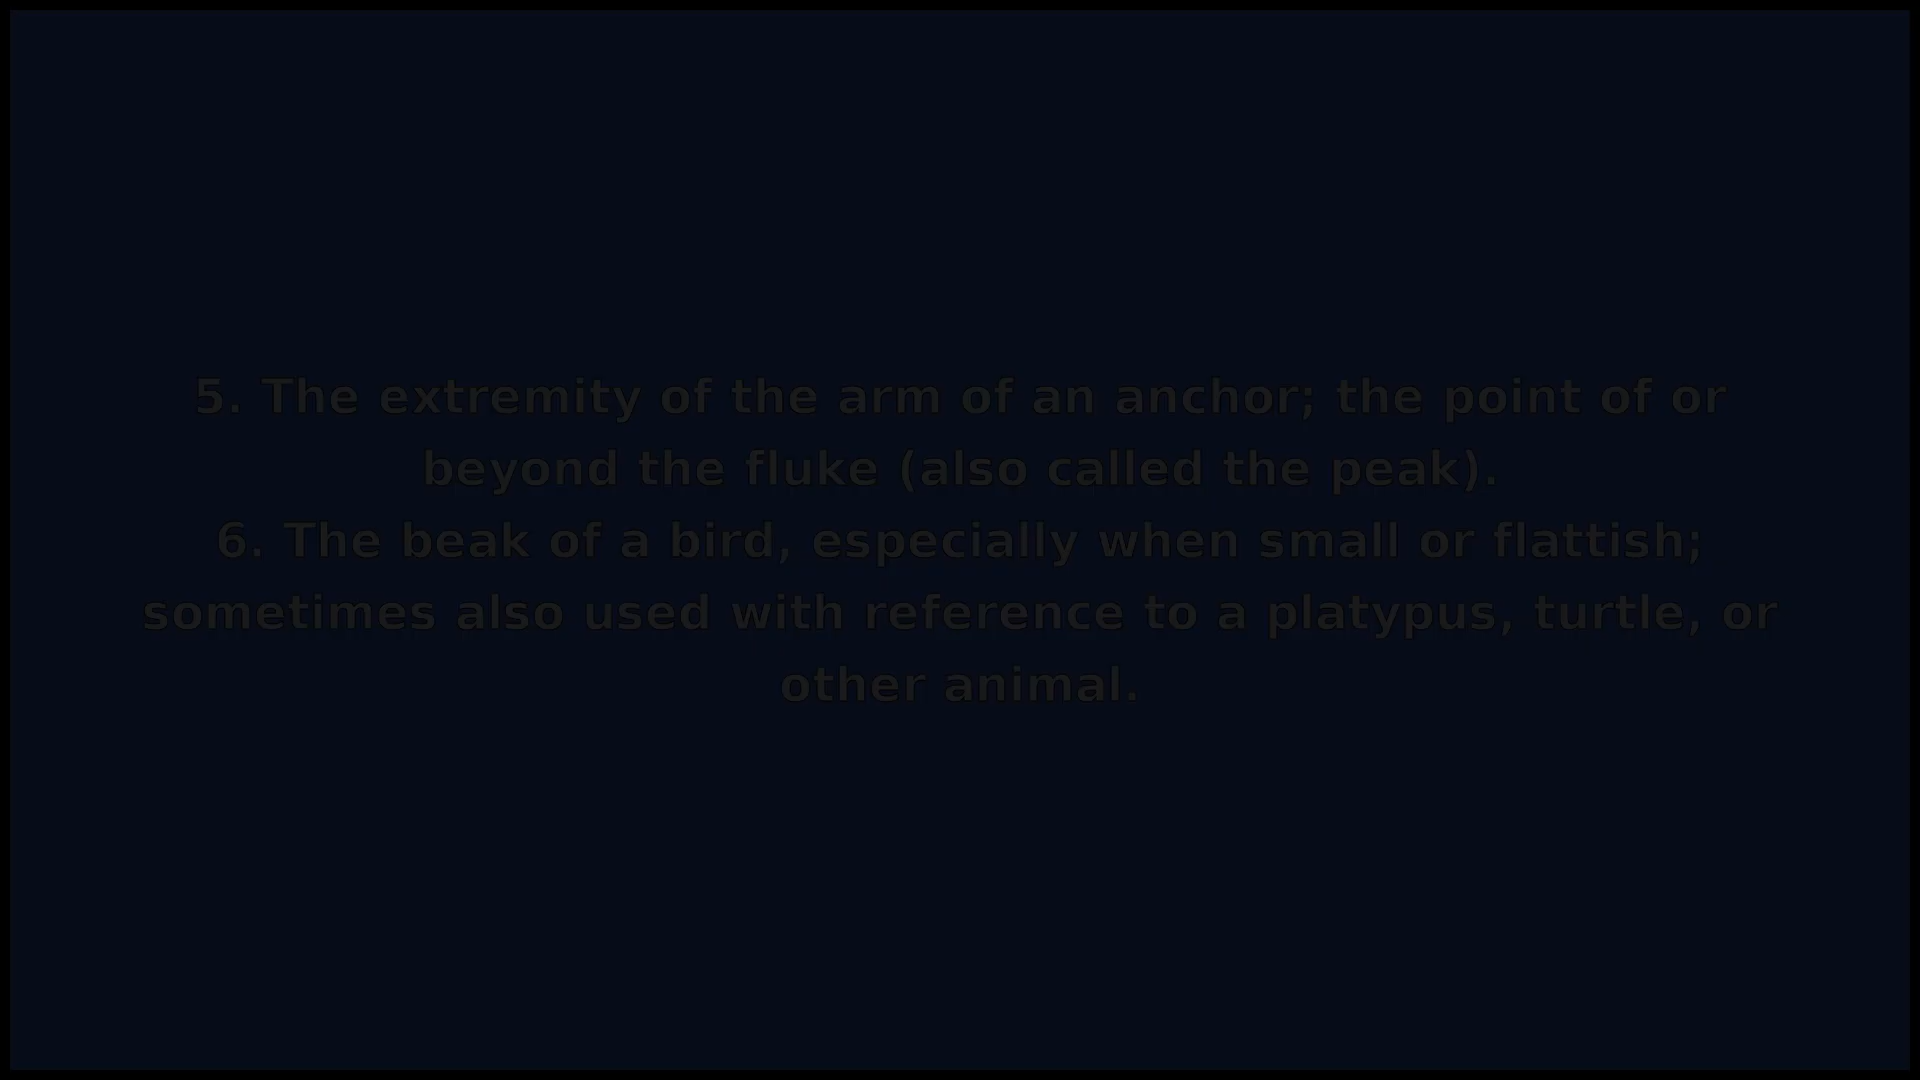 5. The extremity of the arm of an anchor; the point of or
beyond the fluke (also called the peak).
6. The beak of a bird, especially when small or flattish;
sometimes also used with reference to a platypus, turtle, or
other animal.